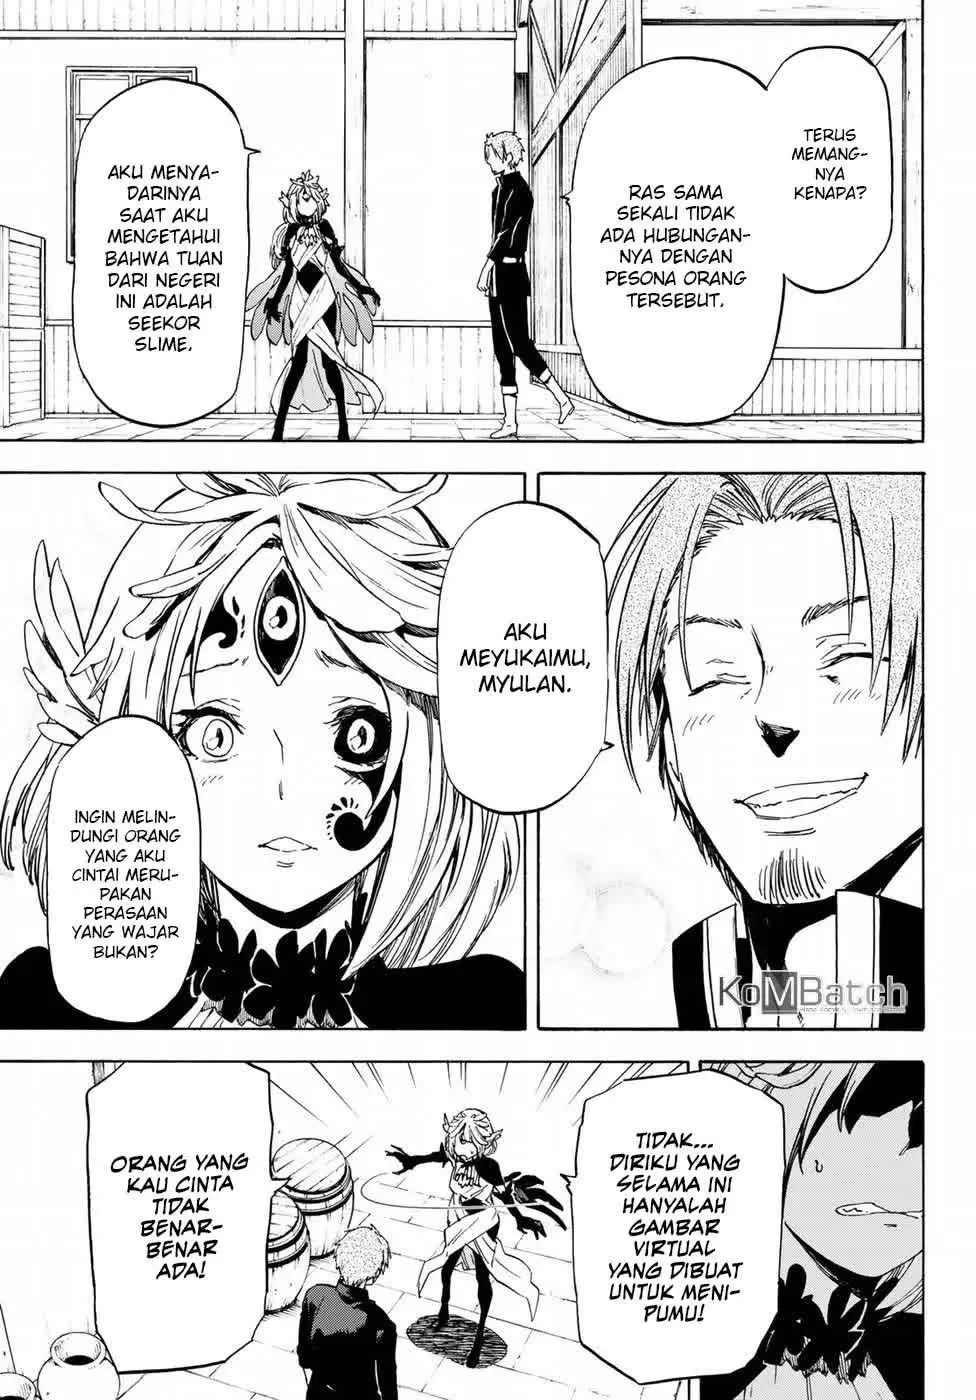 TERUS
MEMANG-
NYA
KENAPA?
RAS SAMA
SEKALI TIDAK
ADA HUBUNGAN-
NYA DENGAN
PESONA ORANG
TERSEBUT.
AKU MENYA-
DARINYA
SAAT AKU
MENGETAHUI
BAHWA TUAN
DARI NEGERI
INI ADALAH
SEEKOR
SLIME.
AKU
MEYUKAIMU,
MYULAN.
INGIN MELIN-
DUNGI ORANG
YANG AKU
CINTAI MERU-
PAKAN
PERASAAN
YANG WAJAR
BUKAN?
KoMBatch
TIDAK...
DIRIKU YANG
SELAMA INI
HANYALAH
GAMBAR
VIRTUAL
YANG DIBUAT
UNTUK MENI-
PUMU!
ORANG YANG
KAU CINTA
TIDAK
BENAR-
BENAR
ADA!